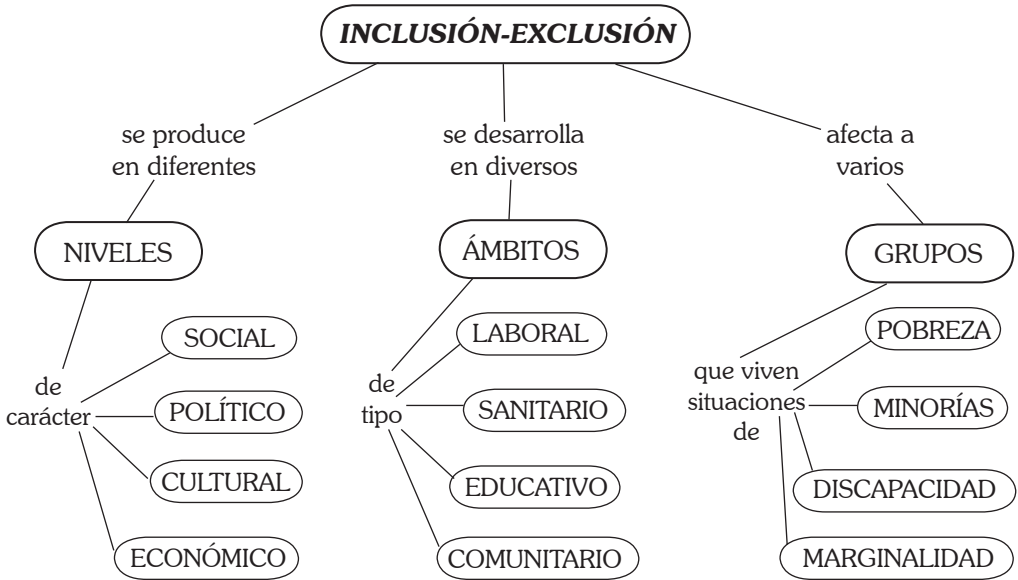 INCLUSIÓN-EXCLUSIÓN
se produce
en diferentes
se desarrolla
en diversos
afecta a
varios
NIVELES
ÁMBITOS
GRUPOS
de
carácter
SOCIAL
POLÍTICO
CULTURAL
ECONÓMICO
de
tipo
LABORAL
SANITARIO
EDUCATIVO
COMUNITARIO
que viven
situaciones
de
POBREZA
MINORÍAS
DISCAPACIDAD
MARGINALIDAD